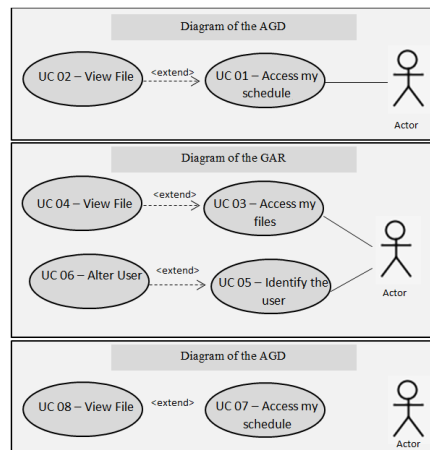 Diagram of the AGD
UC 02 – View File
<extend>
UC 01 – Access my
schedule
Actor
Diagram of the GAR
UC 04 – View File
<extend>
UC 03 – Access my
files
UC 06 – Alter User
<extend>
UC 05 – Identify the
user
Actor
Diagram of the AGD
UC 08 – View File
<extend>
UC 07 – Access my
schedule
Actor